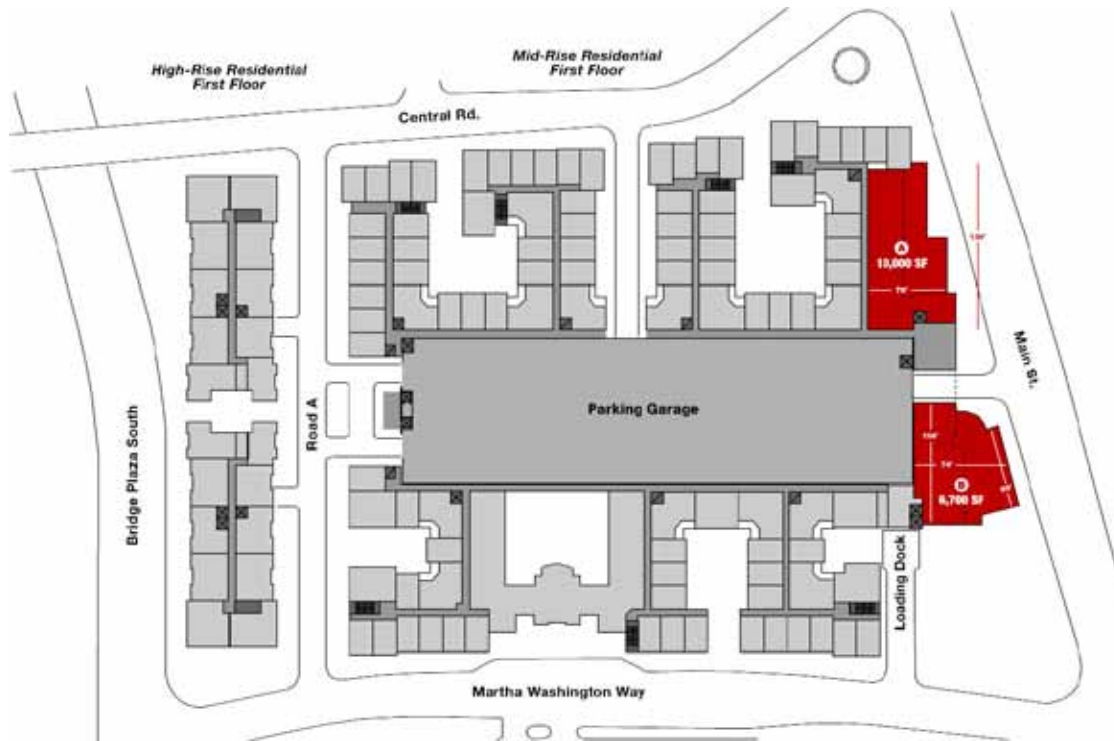 High-Rise Residential
First Floor
Mid-Rise Residential
First Floor
Central Rd.
A
10,000 SF
Main St.
Parking Garage
Road A
Bridge Plaza South
74'
B
6,700 SF
Loading Dock
Martha Washington Way